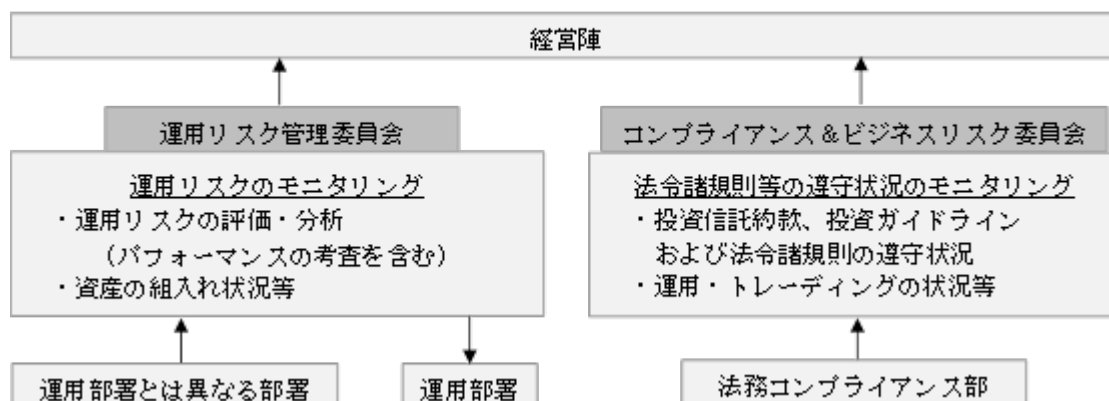 経営陣
運用リスク管理委員会
運用リスクのモニタリング
・運用リスクの評価・分析
(パフォーマンスの考査を含む)
・資産の組入れ状況等
運用部署とは異なる部署
運用部署
コンプライアンス&ビジネスリスク委員会
法令諸規則等の遵守状況のモニタリング
・投資信託約款、投資ガイドライン
および法令諸規則の遵守状況
・運用・トレーディングの状況等
法務コンプライアンス部